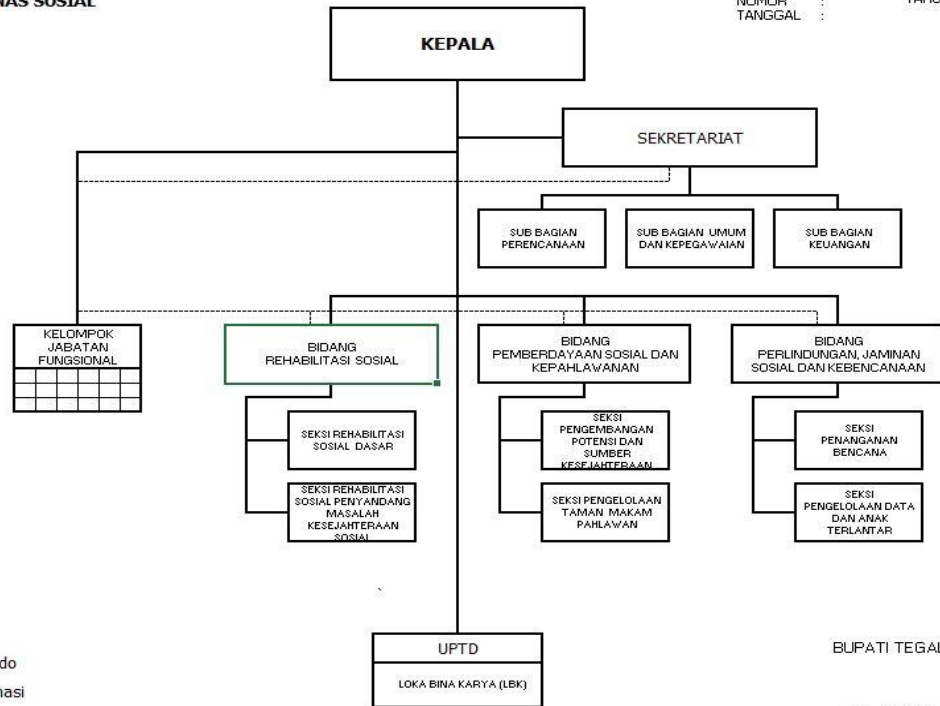 NAS SOSIAL
NOMOR :
TANGGAL :
KEPALA
SEKRETARIAT
SUB BAGIAN
PERENCANAAN
SUB BAGIAN UMUM
DAN KEPEGAWAIAN
SUB BAGIAN
KEUANGAN
KELOMPOK
JABATAN
FUNGSIONAL
BIDANG
REHABILITASI SOSIAL
BIDANG
PEMBERDAYAAN SOSIAL DAN
KEPAHLAWANAN
BIDANG
PERLINDUNGAN, JAMINAN
SOSIAL DAN KEBENCANAAN
SEKSI REHABILITASI
SOSIAL DASAR
SEKSI REHABILITASI
SOSIAL PENYANDANG
MASALAH
KESEJAHTERAAN
SOSIAL
SEKSI
PENGEMBANGAN
POTENSI DAN
SUMBER
KESEJAHTERAAN
SEKSI PENGELOLAAN
TAMAN MAKAM
PAHLAWAN
SEKSI
PENANGANAN
BENCANA
SEKSI
PENGELOLAAN DATA
DAN ANAK
TERLANTAR
UPTD
LOKA BINA KARYA (LBK)
BUPATI TEGAL
do
nasi